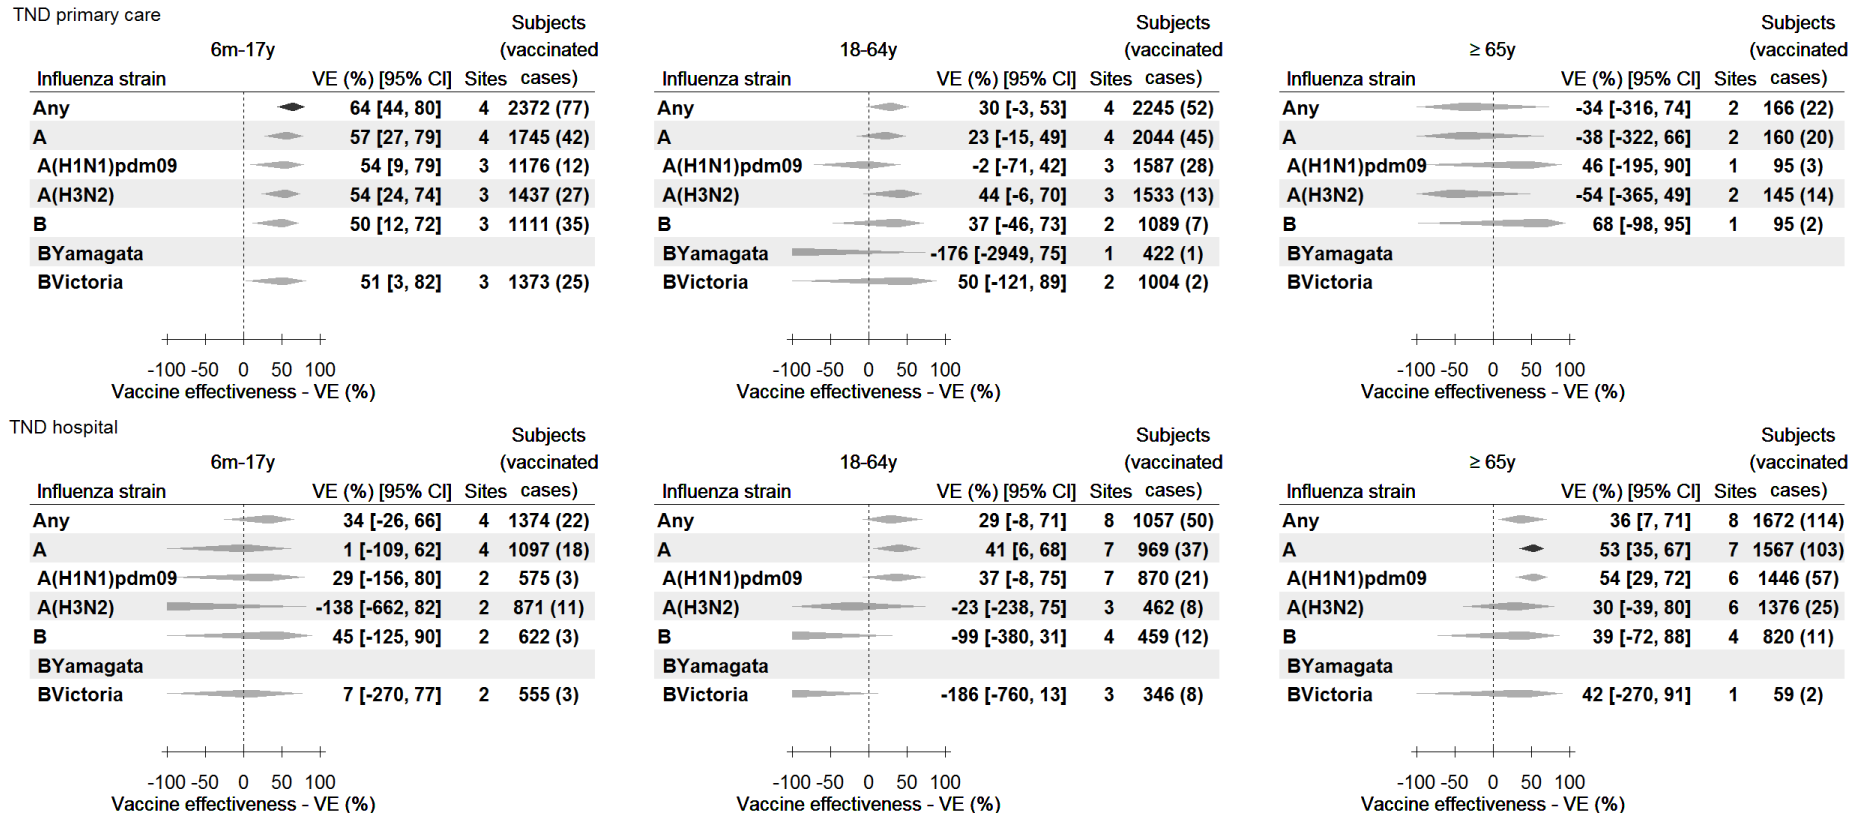 TND primary care
6m-17y
Subjects
(vaccinated
Influenza strain VE (%) [95% CI] Sites cases)
Any 64 [44, 80] 4 2372 (77)
A 57 [27, 79] 4 1745 (42)
A(H1N1)pdm09 54 [9, 79] 3 1176 (12)
A(H3N2) 54 [24, 74] 3 1437 (27)
B 50 [12, 72] 3 1111 (35)
BYamagata
BVictoria 51 [3, 82] 3 1373 (25)
-100 -50 0 50 100
Vaccine effectiveness - VE (%)
18-64y
Subjects
(vaccinated
Influenza strain VE (%) [95% CI] Sites cases)
Any 30 [-3, 53] 4 2245 (52)
A 23 [-15, 49] 4 2044 (45)
A(H1N1)pdm09 -2 [-71, 42] 3 1587 (28)
A(H3N2) 44 [-6, 70] 3 1533 (13)
B 37 [-46, 73] 2 1089 (7)
BYamagata -176 [-2949, 75] 1 422 (1)
BVictoria 50 [-121, 89] 2 1004 (2)
-100 -50 0 50 100
Vaccine effectiveness - VE (%)
≥ 65y
Subjects
(vaccinated
Influenza strain VE (%) [95% CI] Sites cases)
Any -34 [-316, 74] 2 166 (22)
A -38 [-322, 66] 2 160 (20)
A(H1N1)pdm09 46 [-195, 90] 1 95 (3)
A(H3N2) -54 [-365, 49] 2 145 (14)
B 68 [-98, 95] 1 95 (2)
BYamagata
BVictoria
-100 -50 0 50 100
Vaccine effectiveness - VE (%)
TND hospital
6m-17y
Subjects
(vaccinated
Influenza strain VE (%) [95% CI] Sites cases)
Any 34 [-26, 66] 4 1374 (22)
A 1 [-109, 62] 4 1097 (18)
A(H1N1)pdm09 29 [-156, 80] 2 575 (3)
A(H3N2) -138 [-662, 82] 2 871 (11)
B 45 [-125, 90] 2 622 (3)
BYamagata
BVictoria 7 [-270, 77] 2 555 (3)
-100 -50 0 50 100
Vaccine effectiveness - VE (%)
18-64y
Subjects
(vaccinated
Influenza strain VE (%) [95% CI] Sites cases)
Any 29 [-8, 71] 8 1057 (50)
A 41 [6, 68] 7 969 (37)
A(H1N1)pdm09 37 [-8, 75] 7 870 (21)
A(H3N2) -23 [-238, 75] 3 462 (8)
B -99 [-380, 31] 4 459 (12)
BYamagata
BVictoria -186 [-760, 13] 3 346 (8)
-100 -50 0 50 100
Vaccine effectiveness - VE (%)
≥ 65y
Subjects
(vaccinated
Influenza strain VE (%) [95% CI] Sites cases)
Any 36 [7, 71] 8 1672 (114)
A 53 [35, 67] 7 1567 (103)
A(H1N1)pdm09 54 [29, 72] 6 1446 (57)
A(H3N2) 30 [-39, 80] 6 1376 (25)
B 39 [-72, 88] 4 820 (11)
BYamagata
BVictoria 42 [-270, 91] 1 59 (2)
-100 -50 0 50 100
Vaccine effectiveness - VE (%)